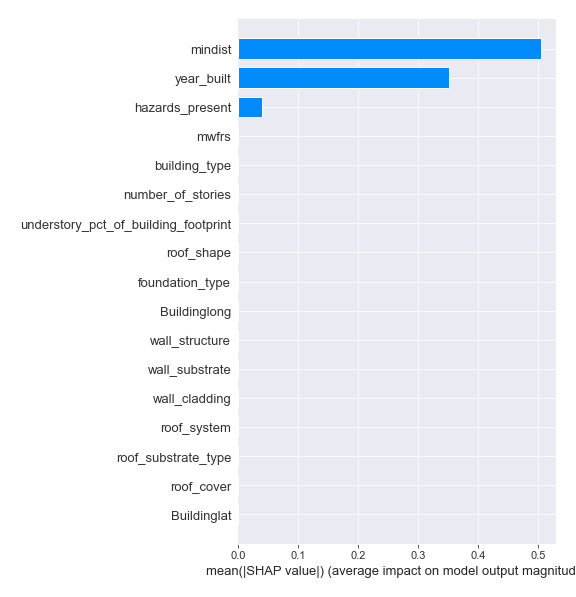 mindist
year_built
hazards_present
mwfrs
building_type
number_of_stories
understory_pct_of_building_footprint
roof_shape
foundation_type
Buildinglong
wall_structure
wall_substrate
wall_cladding
roof_system
roof_substrate_type
roof_cover
Buildinglat
0.0 0.1 0.2 0.3 0.4 0.5
mean(|SHAP value|) (average impact on model output magnitud